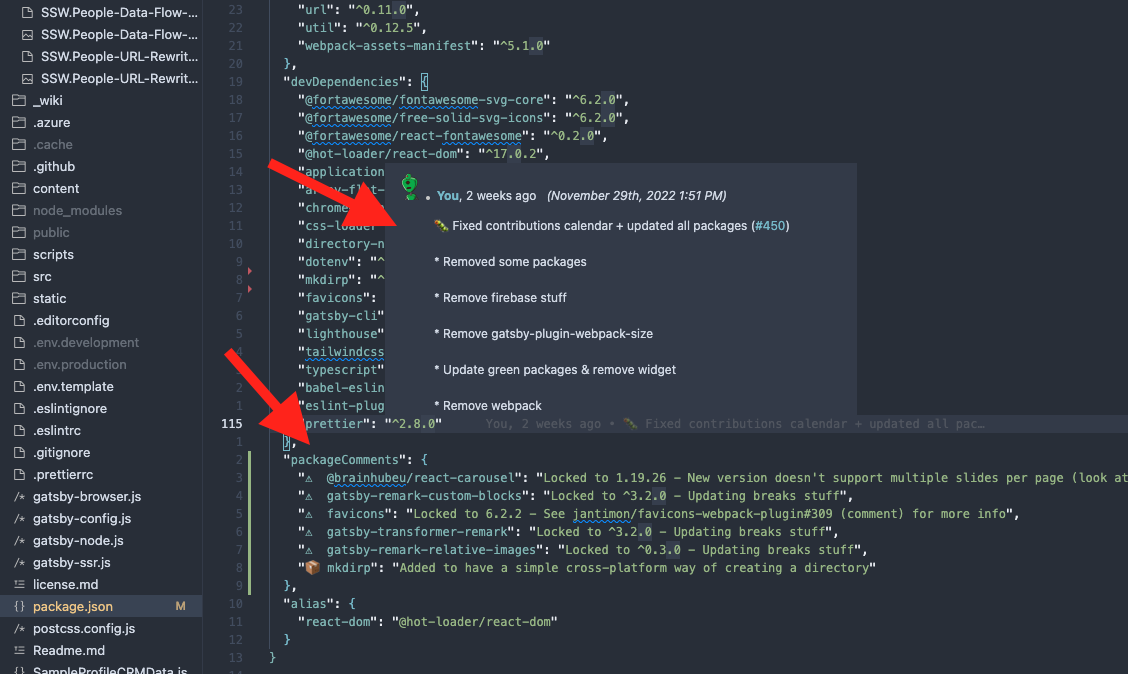 SSW.People-Data-Flow-...
SSW.People-Data-Flow-...
SSW.People-URL-Rewrit...
SSW.People-URL-Rewrit...
_wiki
.azure
.cache
.github
content
node_modules
public
scripts
src
static
.editorconfig
.env.development
.env.production
.env.template
.eslintignore
.eslintrc
.gitignore
.prettierrc
gatsby-browser.js
gatsby-config.js
gatsby-node.js
gatsby-ssr.js
license.md
{} package.json M
postcss.config.js
Readme.md
{} SampleProfileCRMData.js
23 "url": "^0.11.0",
22 "util": "^0.12.5",
21 "webpack-assets-manifest": "^5.1.0"
20 },
19 "devDependencies": {
18 "@fortawesome/fontawesome-svg-core": "^6.2.0",
17 "@fortawesome/free-solid-svg-icons": "^6.2.0",
16 "@fortawesome/react-fontawesome": "^0.2.0",
15 "@hot-loader/react-dom": "^17.0.2",
14 "application
13
12 "chrome
11 "css-loader
10 "directory-n
9 "dotenv": "^
8 "mkdirp": "^
7 "favicons":
6 "gatsby-cli"
5 "lighthouse"
4 "tailwindcss
3 "typescript"
2 "babel-eslin
1 "eslint-plug
115 prettier": "^2.8.0" You, 2 weeks ago • 🐛 Fixed contributions calendar + updated all pac…
1 },
2 "packageComments": {
3 "⚠ @brainhubeu/react-carousel": "Locked to 1.19.26 - New version doesn't support multiple slides per page (look at
4 "⚠ gatsby-remark-custom-blocks": "Locked to ^3.2.0 - Updating breaks stuff",
5 "⚠ favicons": "Locked to 6.2.2 - See jantimon/favicons-webpack-plugin#309 (comment) for more info",
6 "⚠ gatsby-transformer-remark": "Locked to ^3.2.0 - Updating breaks stuff",
7 "⚠ gatsby-remark-relative-images": "Locked to ^0.3.0 - Updating breaks stuff",
8 "📦 mkdirp": "Added to have a simple cross-platform way of creating a directory"
9 },
10 "alias": {
11 "react-dom": "@hot-loader/react-dom"
12 }
13 }
You, 2 weeks ago (November 29th, 2022 1:51 PM)
🐛 Fixed contributions calendar + updated all packages (#450)
* Removed some packages
* Remove firebase stuff
* Remove gatsby-plugin-webpack-size
* Update green packages & remove widget
* Remove webpack